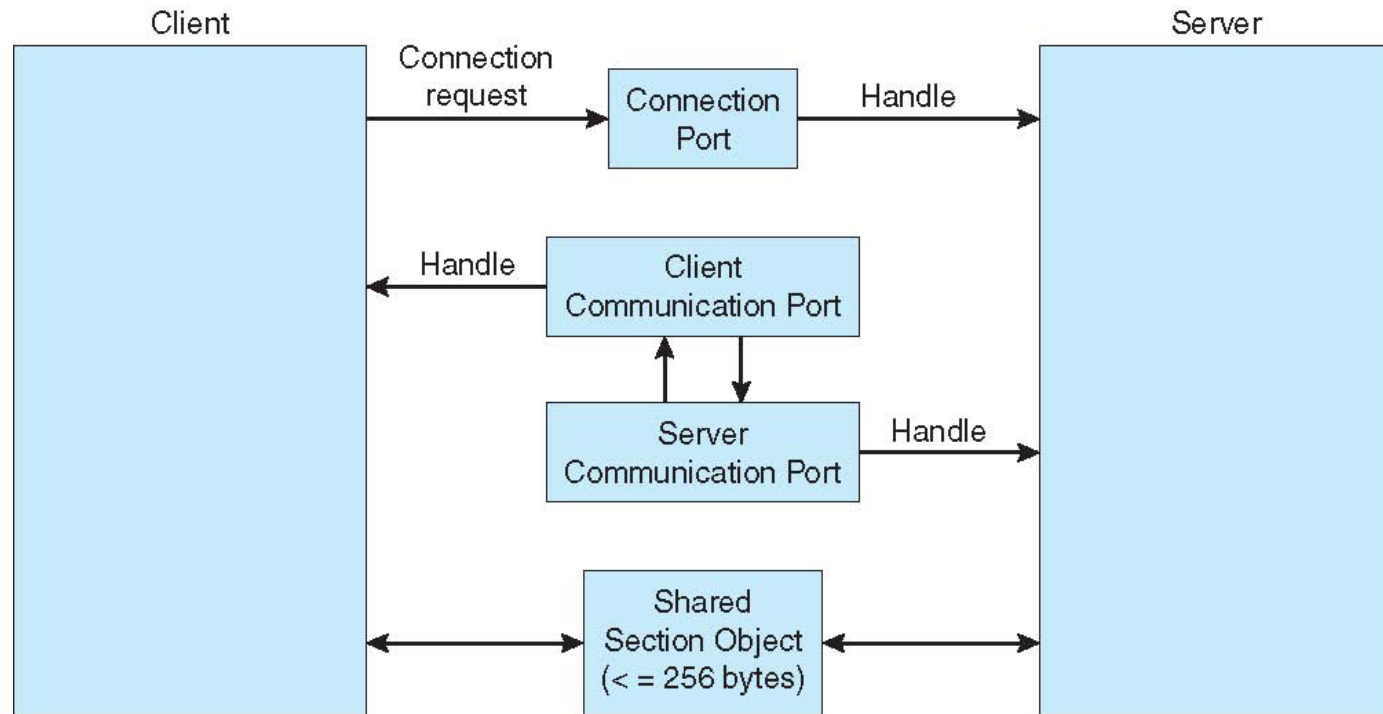 Client
Server
Connection
request
Connection
Port
Handle
Handle
Client
Communication Port
Server
Communication Port
Handle
Shared
Section Object
(< = 256 bytes)